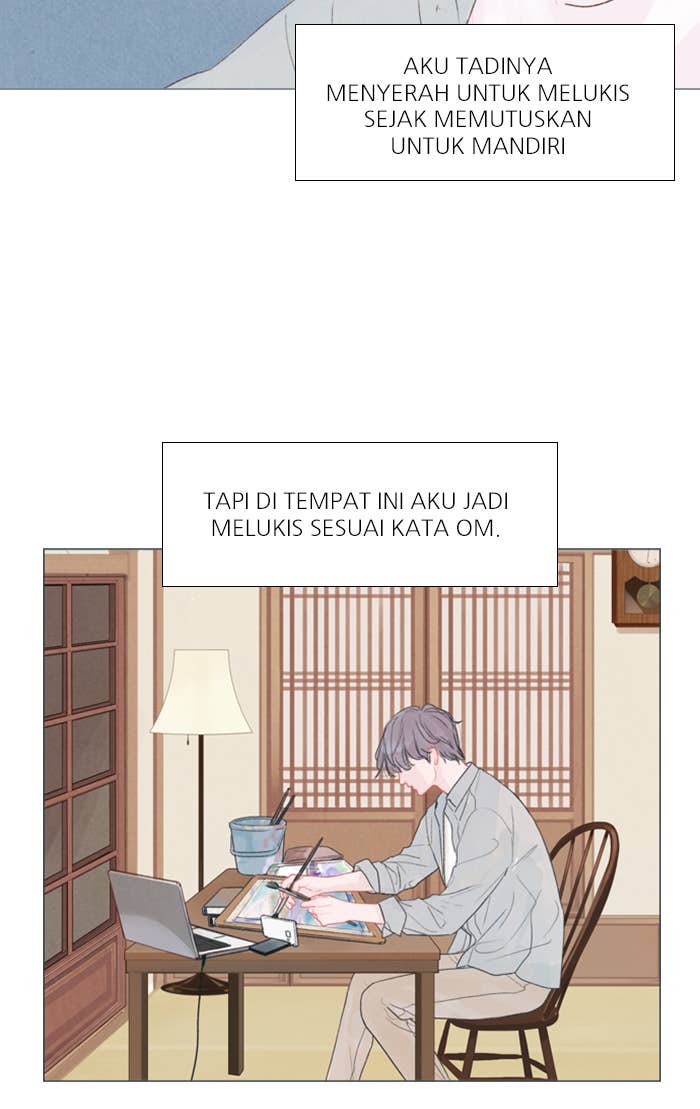 AKU TADINYA
MENYERAH UNTUK MELUKIS
SEJAK MEMUTUSKAN
UNTUK MANDIRI
TAPI DI TEMPAT INI AKU JADI
MELUKIS SESUAI KATA OM.